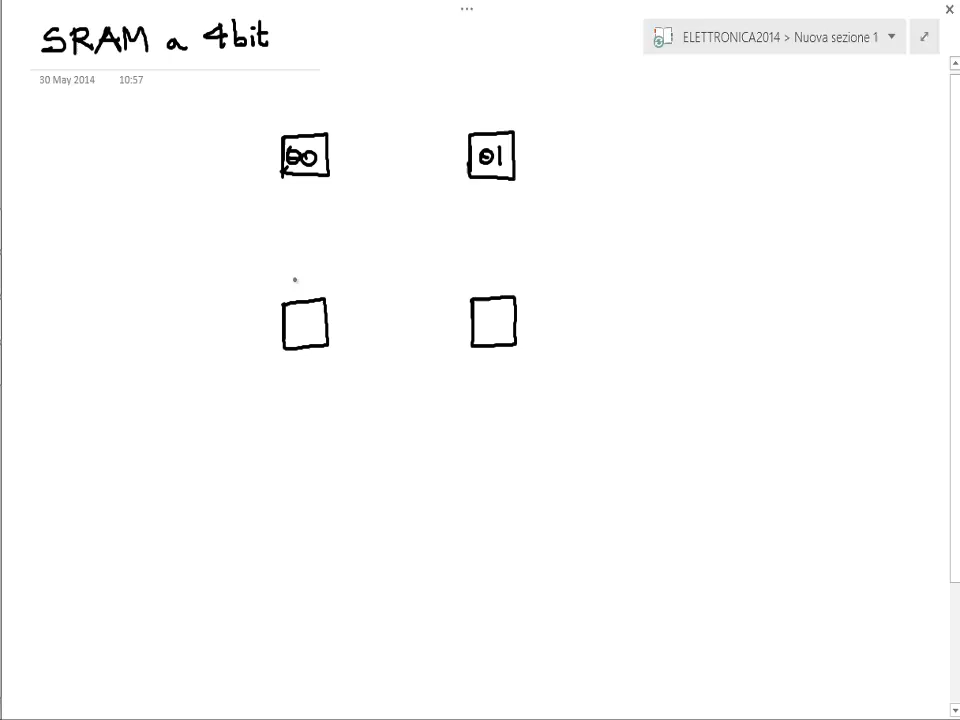 ...
SRAM a 4bit
ELETTRONICA2014 > Nuova sezione 1
30 May 2014 10:57
00 01